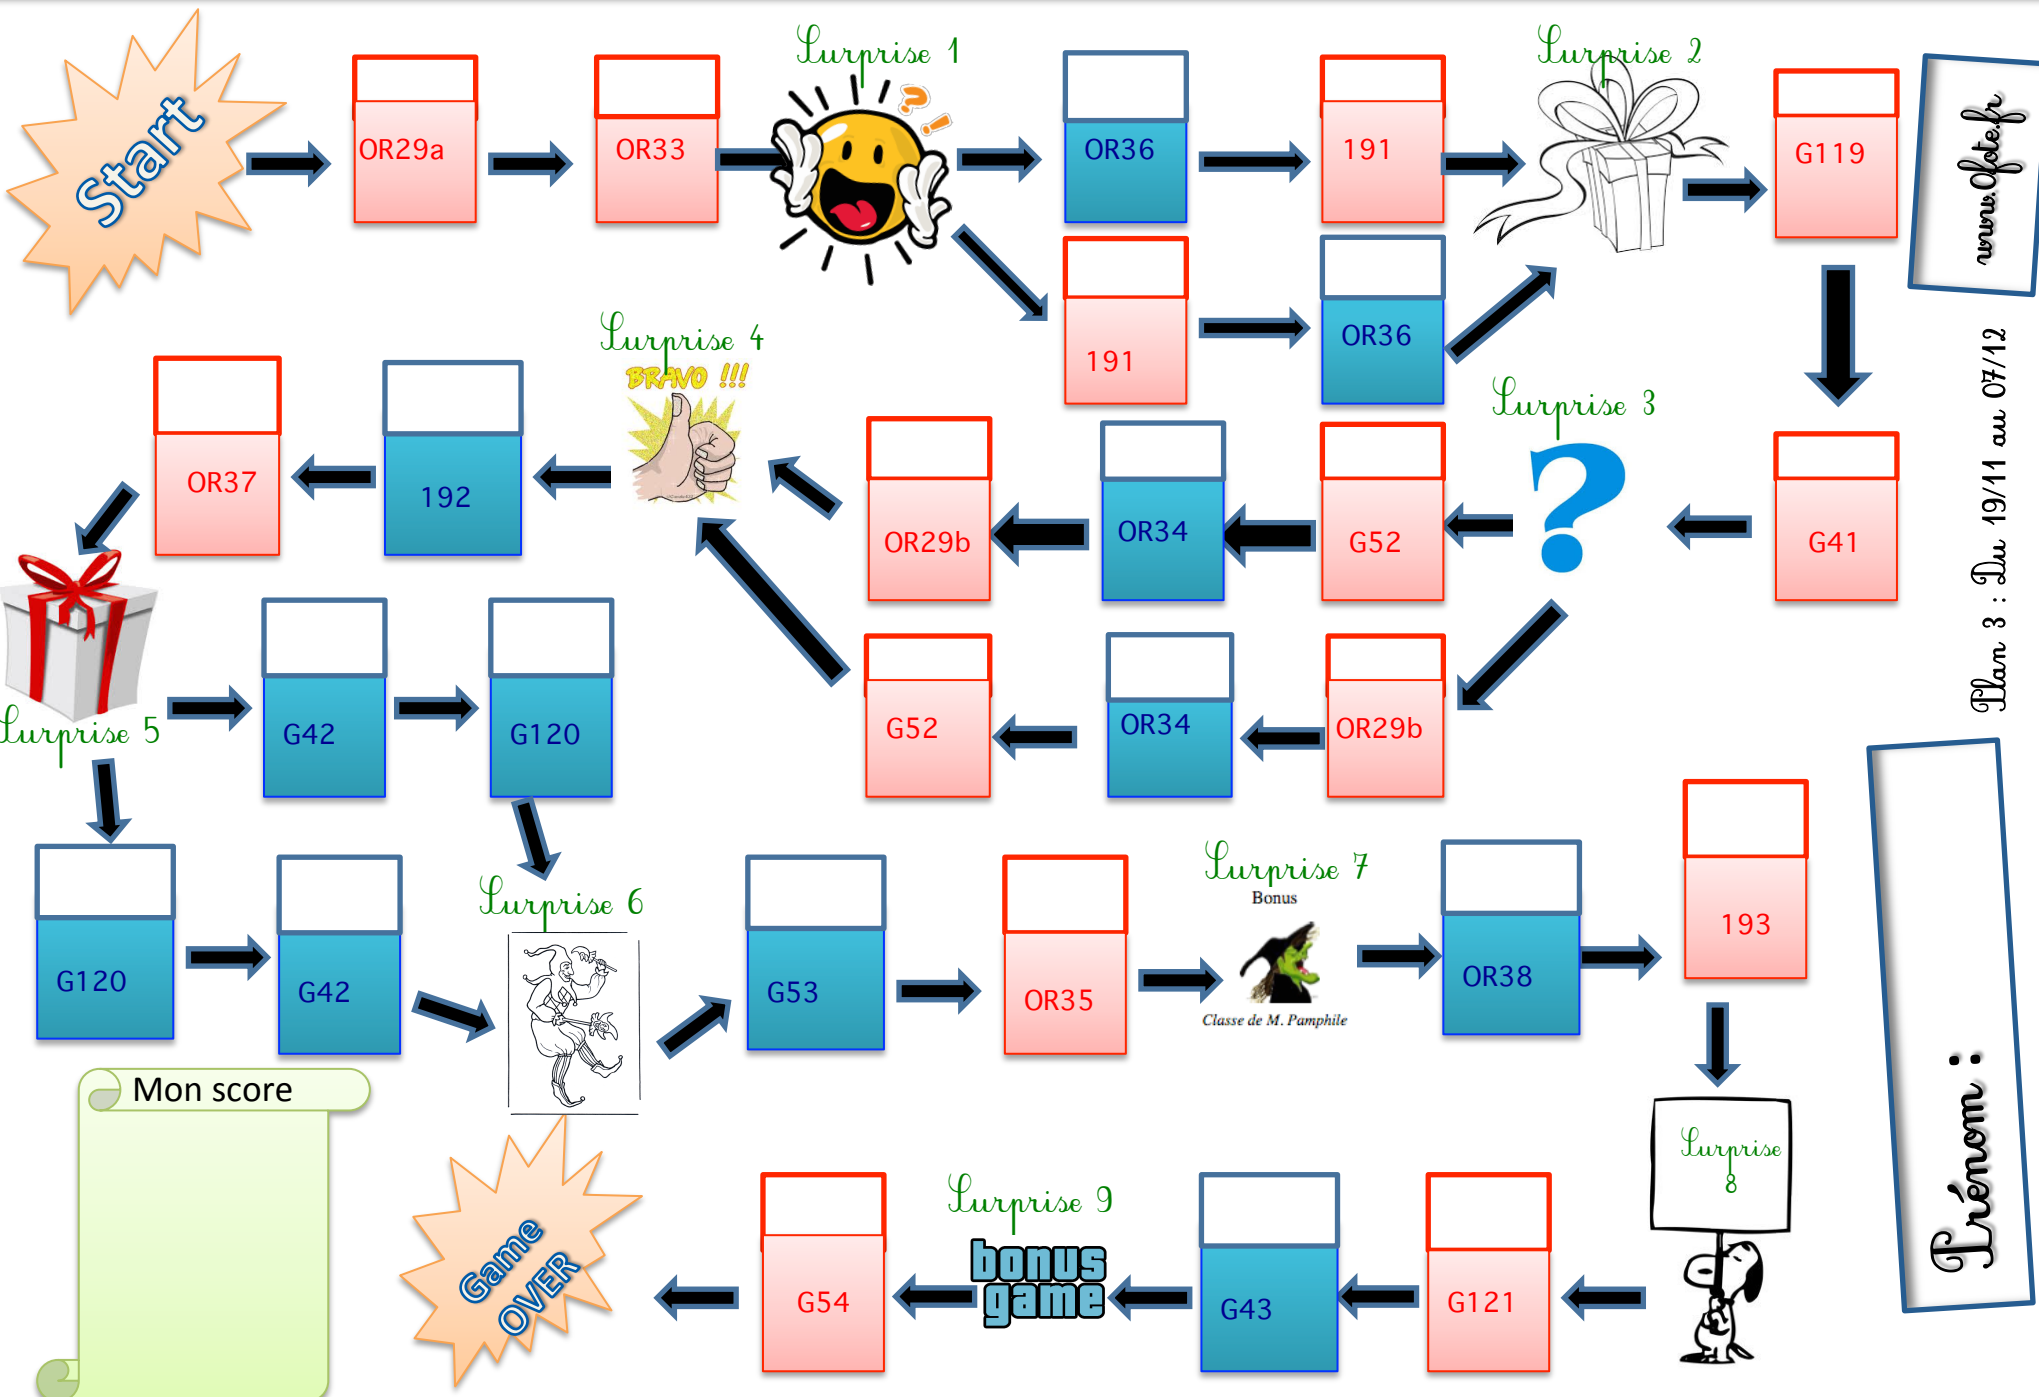 Surprise 1
Surprise 2
Start
OR29a
OR33
OR36
191
G119
www.0fote.fr
191
OR36
Surprise 4
BRAVO !!!
Surprise 3
Plan 3 : Du 19/11 au 07/12
OR37
192
OR29b
OR34
G52
G41
Surprise 5
G42
G120
G52
OR34
OR29b
G120
G42
Surprise 6
G53
OR35
Surprise 7
Bonus
Classe de M. Pamphile
OR38
193
Prénom :
Mon score
Surprise
8
Game
OVER
G54
Surprise 9
bonus
game
G43
G121